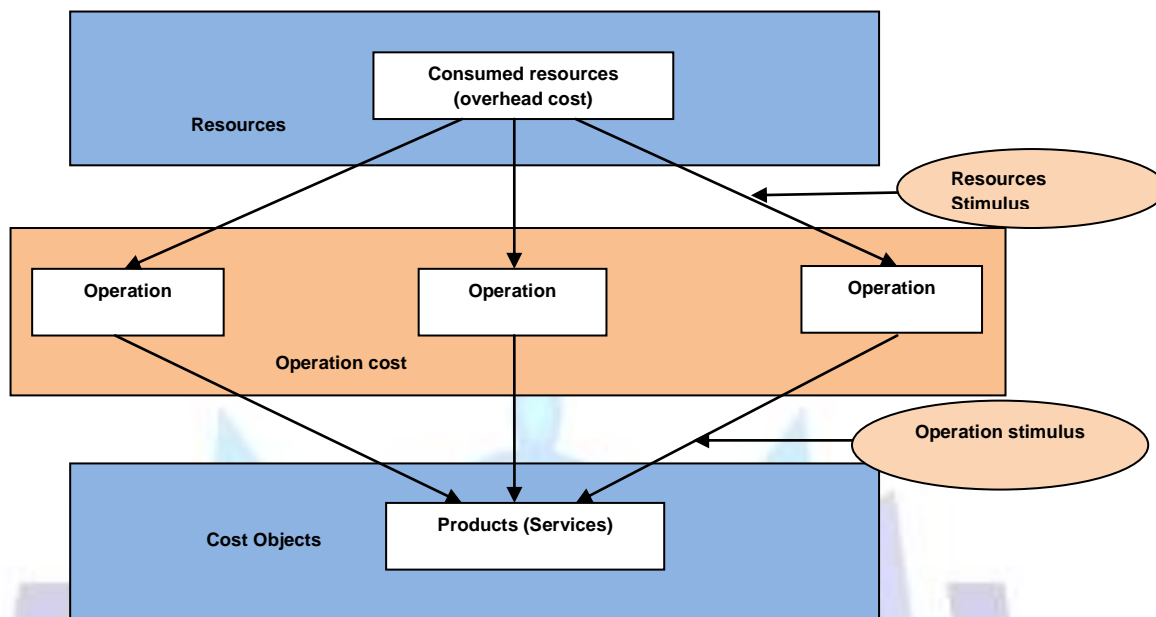 Consumed resources
(overhead cost)
Resources
Resources
Stimulus
Operation
Operation
Operation
Operation cost
Operation stimulus
Products (Services)
Cost Objects